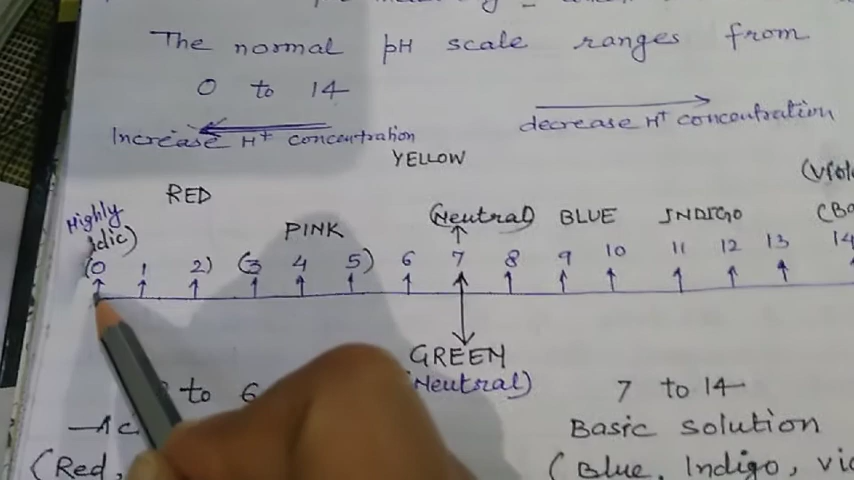 The normal pH scale ranges from
0 to 14
Increase H+ concentration decrease H+ concentration
YELLOW
RED
Highly PINK (Neutral) BLUE INDIGO
(0 1 2) (3 4 5) 6 7 8 9 10 11 12 13 14
GREEN
to 6 (Neutral) 7 to 14
Basic solution
(Red, (Blue, Indigo,